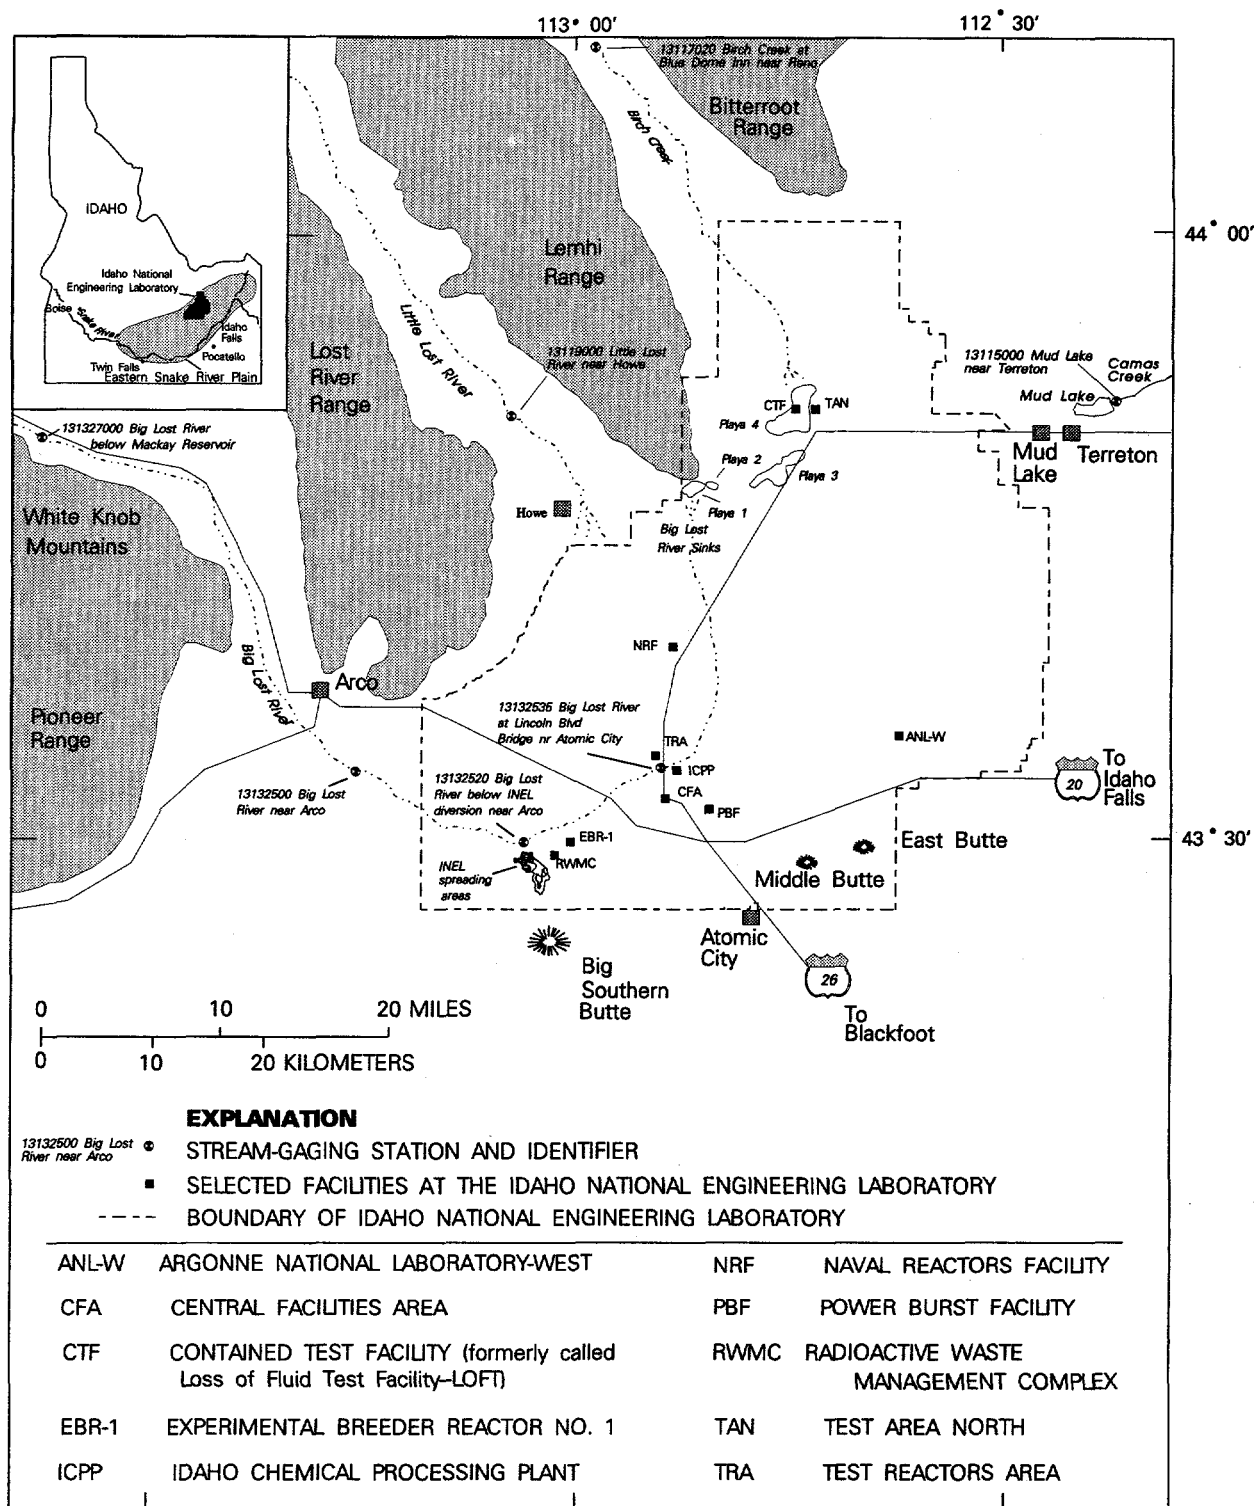 113° 00'
112° 30'
13117020 Birch Creek at
Blue Dome Inn near Reno
Bitterroot
Range
Birch Creek
IDAHO
Idaho National
Engineering Laboratory
Boise
Snake River
Idaho
Falls
Pocatello
Twin Falls
Eastern Snake River Plain
44° 00'
Lemhi
Range
Little Lost River
Lost
River
Range
13119000 Little Lost
River near Howe
13115000 Mud Lake
near Terreton
Camas
Creek
Mud Lake
CTF
TAN
Playa 4
131327000 Big Lost River
below Mackay Reservoir
Mud
Lake
Terreton
Playa 2
Playa 3
Playa 1
White Knob
Mountains
Howe
Big Lost
River Sinks
NRF
Big Lost River
Arco
Pioneer
Range
13132535 Big Lost River
at Lincoln Blvd
Bridge nr Atomic City
TRA
ANL-W
ICPP
To
Idaho
Falls
20
13132500 Big Lost
River near Arco
13132520 Big Lost
River below INEL
diversion near Arco
CFA
PBF
EBR-1
RWMC
East Butte
43° 30'
INEL
spreading
areas
Middle Butte
Atomic
City
Big
Southern
Butte
26
To
Blackfoot
0 10 20 MILES
0 10 20 KILOMETERS
EXPLANATION
13132500 Big Lost
River near Arco
STREAM-GAGING STATION AND IDENTIFIER
SELECTED FACILITIES AT THE IDAHO NATIONAL ENGINEERING LABORATORY
BOUNDARY OF IDAHO NATIONAL ENGINEERING LABORATORY
ANL-W ARGONNE NATIONAL LABORATORY-WEST
NRF NAVAL REACTORS FACILITY
CFA CENTRAL FACILITIES AREA
PBF POWER BURST FACILITY
CTF CONTAINED TEST FACILITY (formerly called
Loss of Fluid Test Facility-LOFT)
RWMC RADIOACTIVE WASTE
MANAGEMENT COMPLEX
EBR-1 EXPERIMENTAL BREEDER REACTOR NO. 1
TAN TEST AREA NORTH
ICPP IDAHO CHEMICAL PROCESSING PLANT
TRA TEST REACTORS AREA